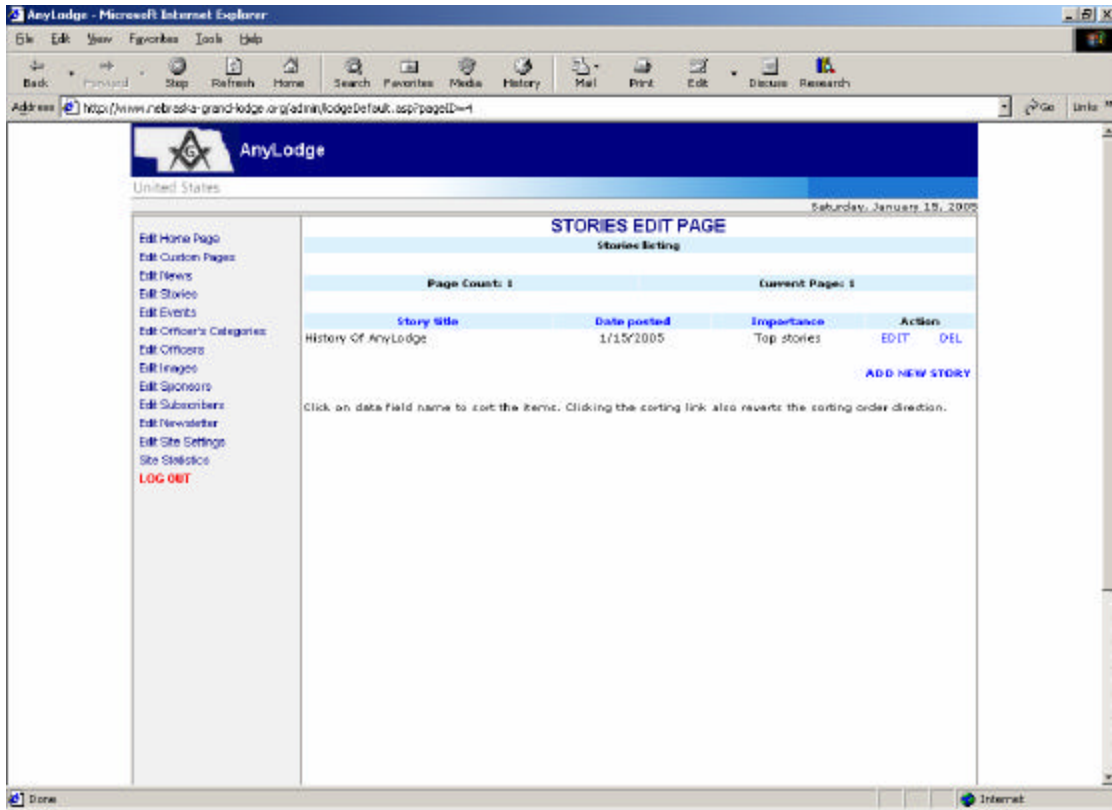 AnyLodge - Microsoft Internet Explorer
File Edit View Favorites Tools Help
Back Forward Stop Refresh Home Search Favorites Media History Mail Print Edit Discuss Research
Address http://www.nebraska-grand-lodge.org/admin/lodgeDefault.asp?pageID=4 Go Links »
G
AnyLodge
United States
Saturday, January 15, 2005
STORIES EDIT PAGE
Stories listing
Page Count: 1 Current Page: 1
Story title Date posted Importance Action
History Of AnyLodge 1/15/2005 Top stories EDIT DEL
ADD NEW STORY
Click on data field name to sort the items. Clicking the sorting link also reverts the sorting order direction.
Edit Home Page
Edit Custom Pages
Edit News
Edit Stories
Edit Events
Edit Officer's Categories
Edit Officers
Edit Images
Edit Sponsors
Edit Subscribers
Edit Newsletter
Edit Site Settings
Site Statistics
LOG OUT
Done Internet